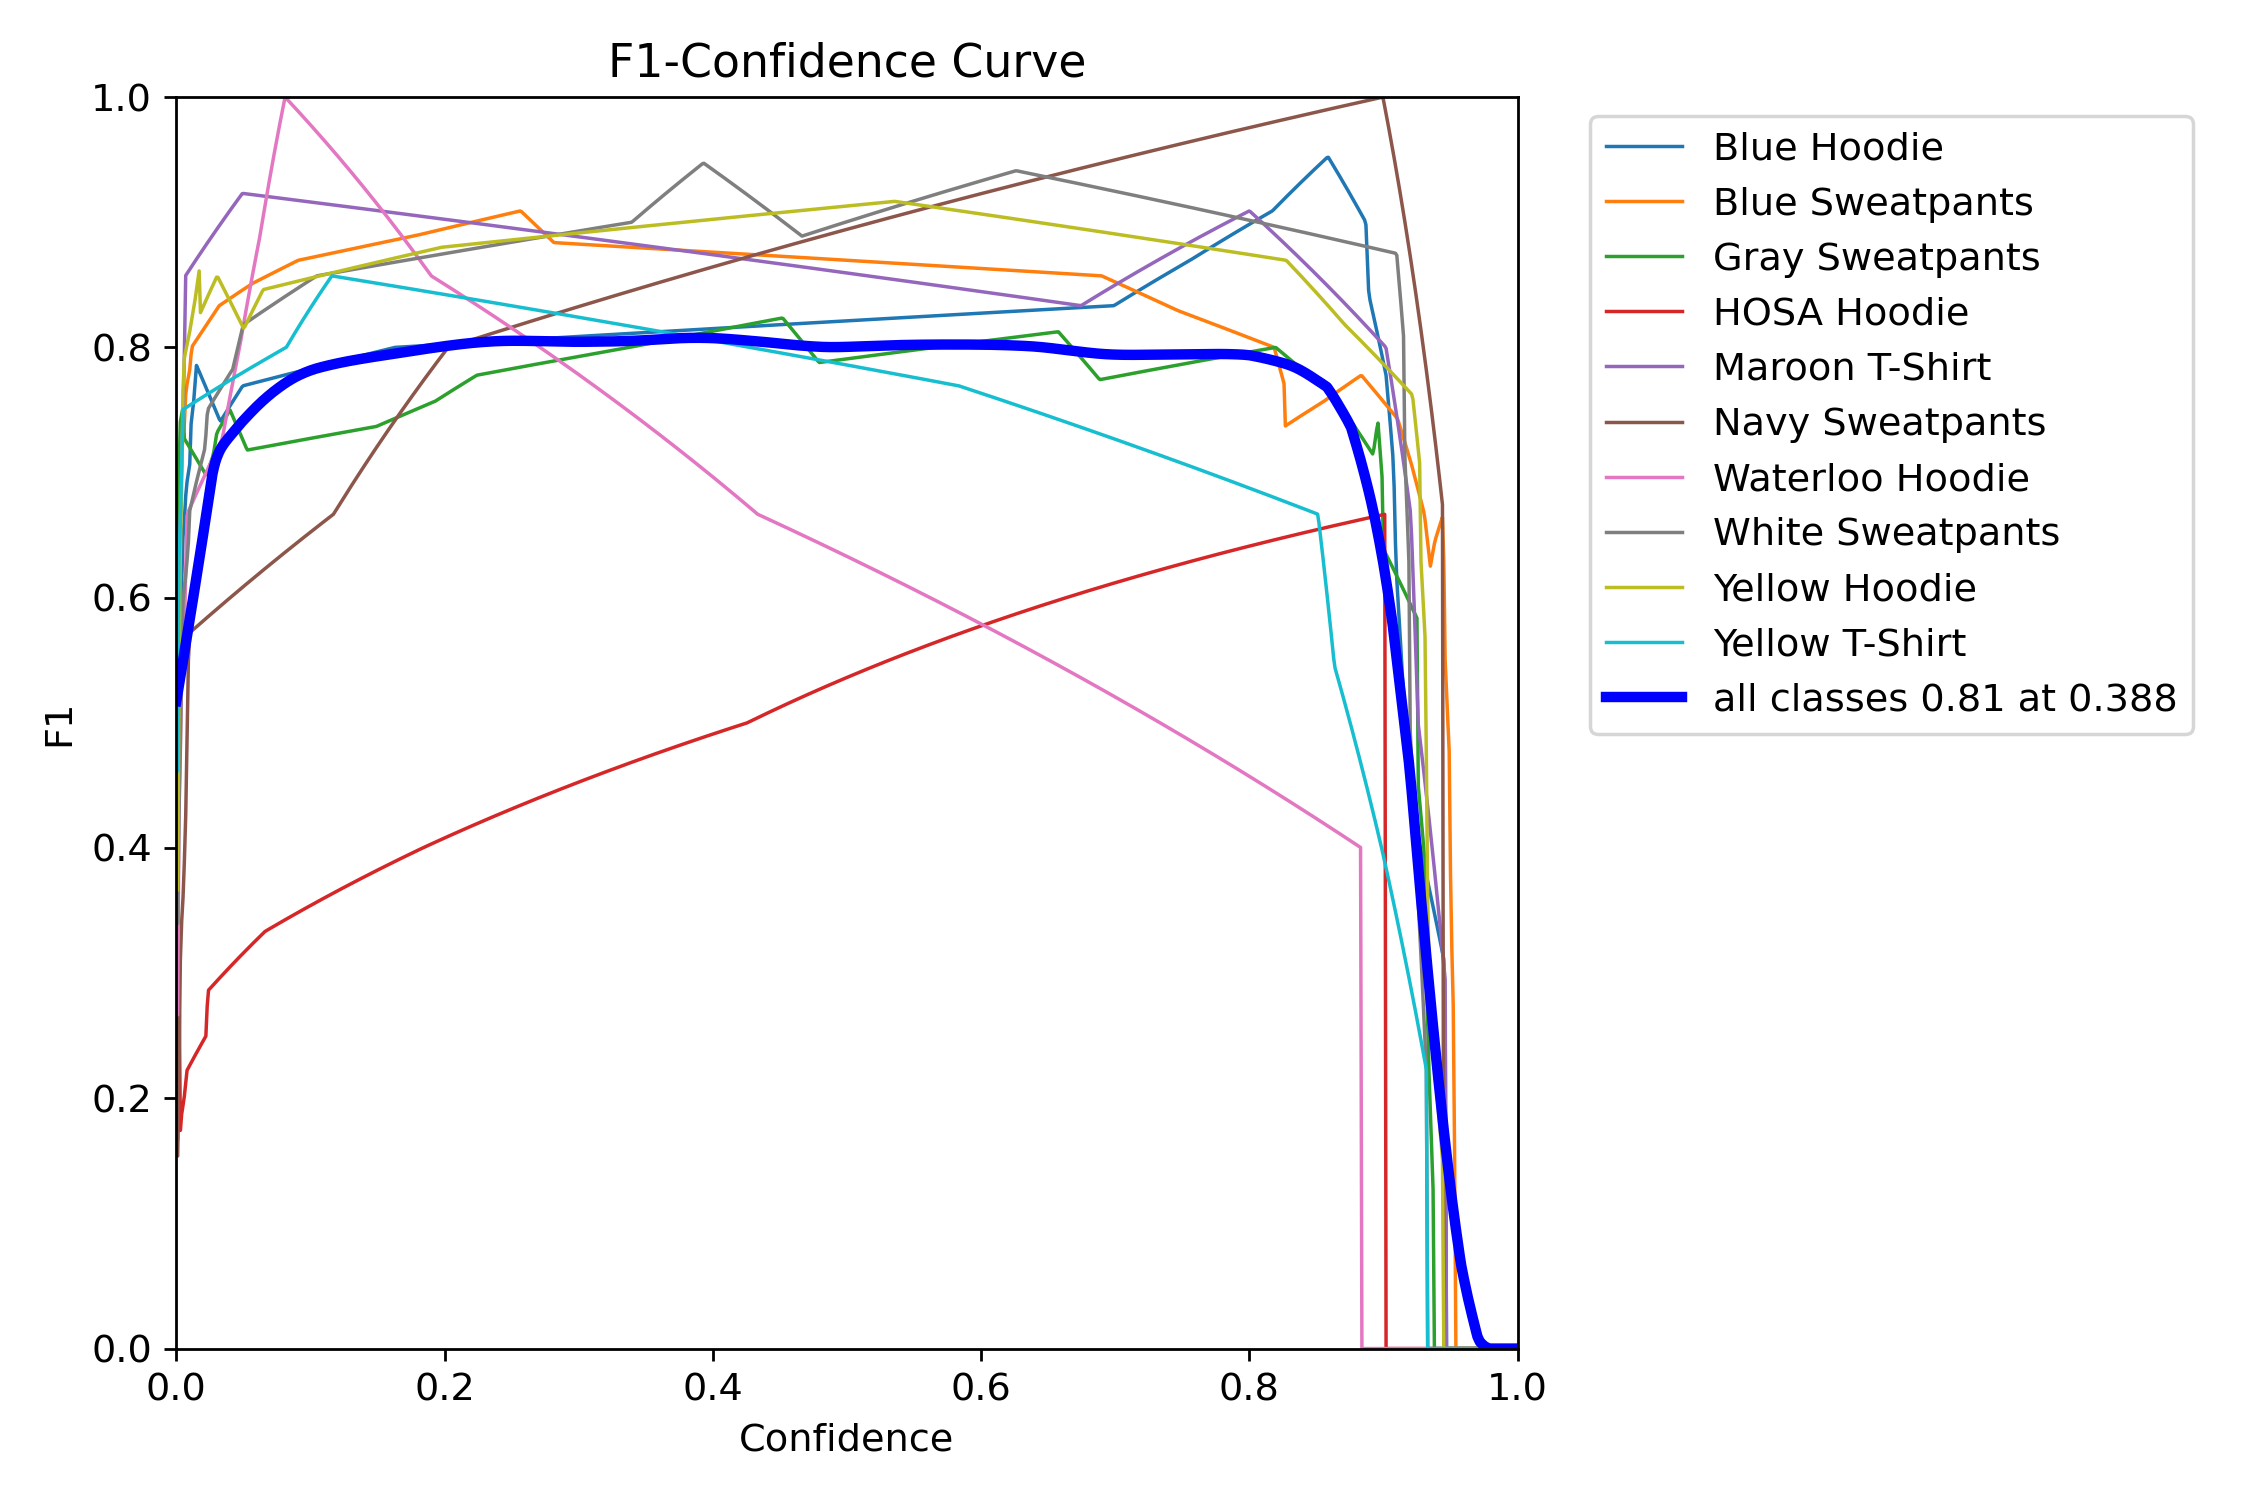 F1-Confidence Curve
1.0
0.8
0.6
0.4
0.2
0.0
F1
0.0 0.2 0.4 0.6 0.8 1.0
Confidence
Blue Hoodie
Blue Sweatpants
Gray Sweatpants
HOSA Hoodie
Maroon T-Shirt
Navy Sweatpants
Waterloo Hoodie
White Sweatpants
Yellow Hoodie
Yellow T-Shirt
all classes 0.81 at 0.388